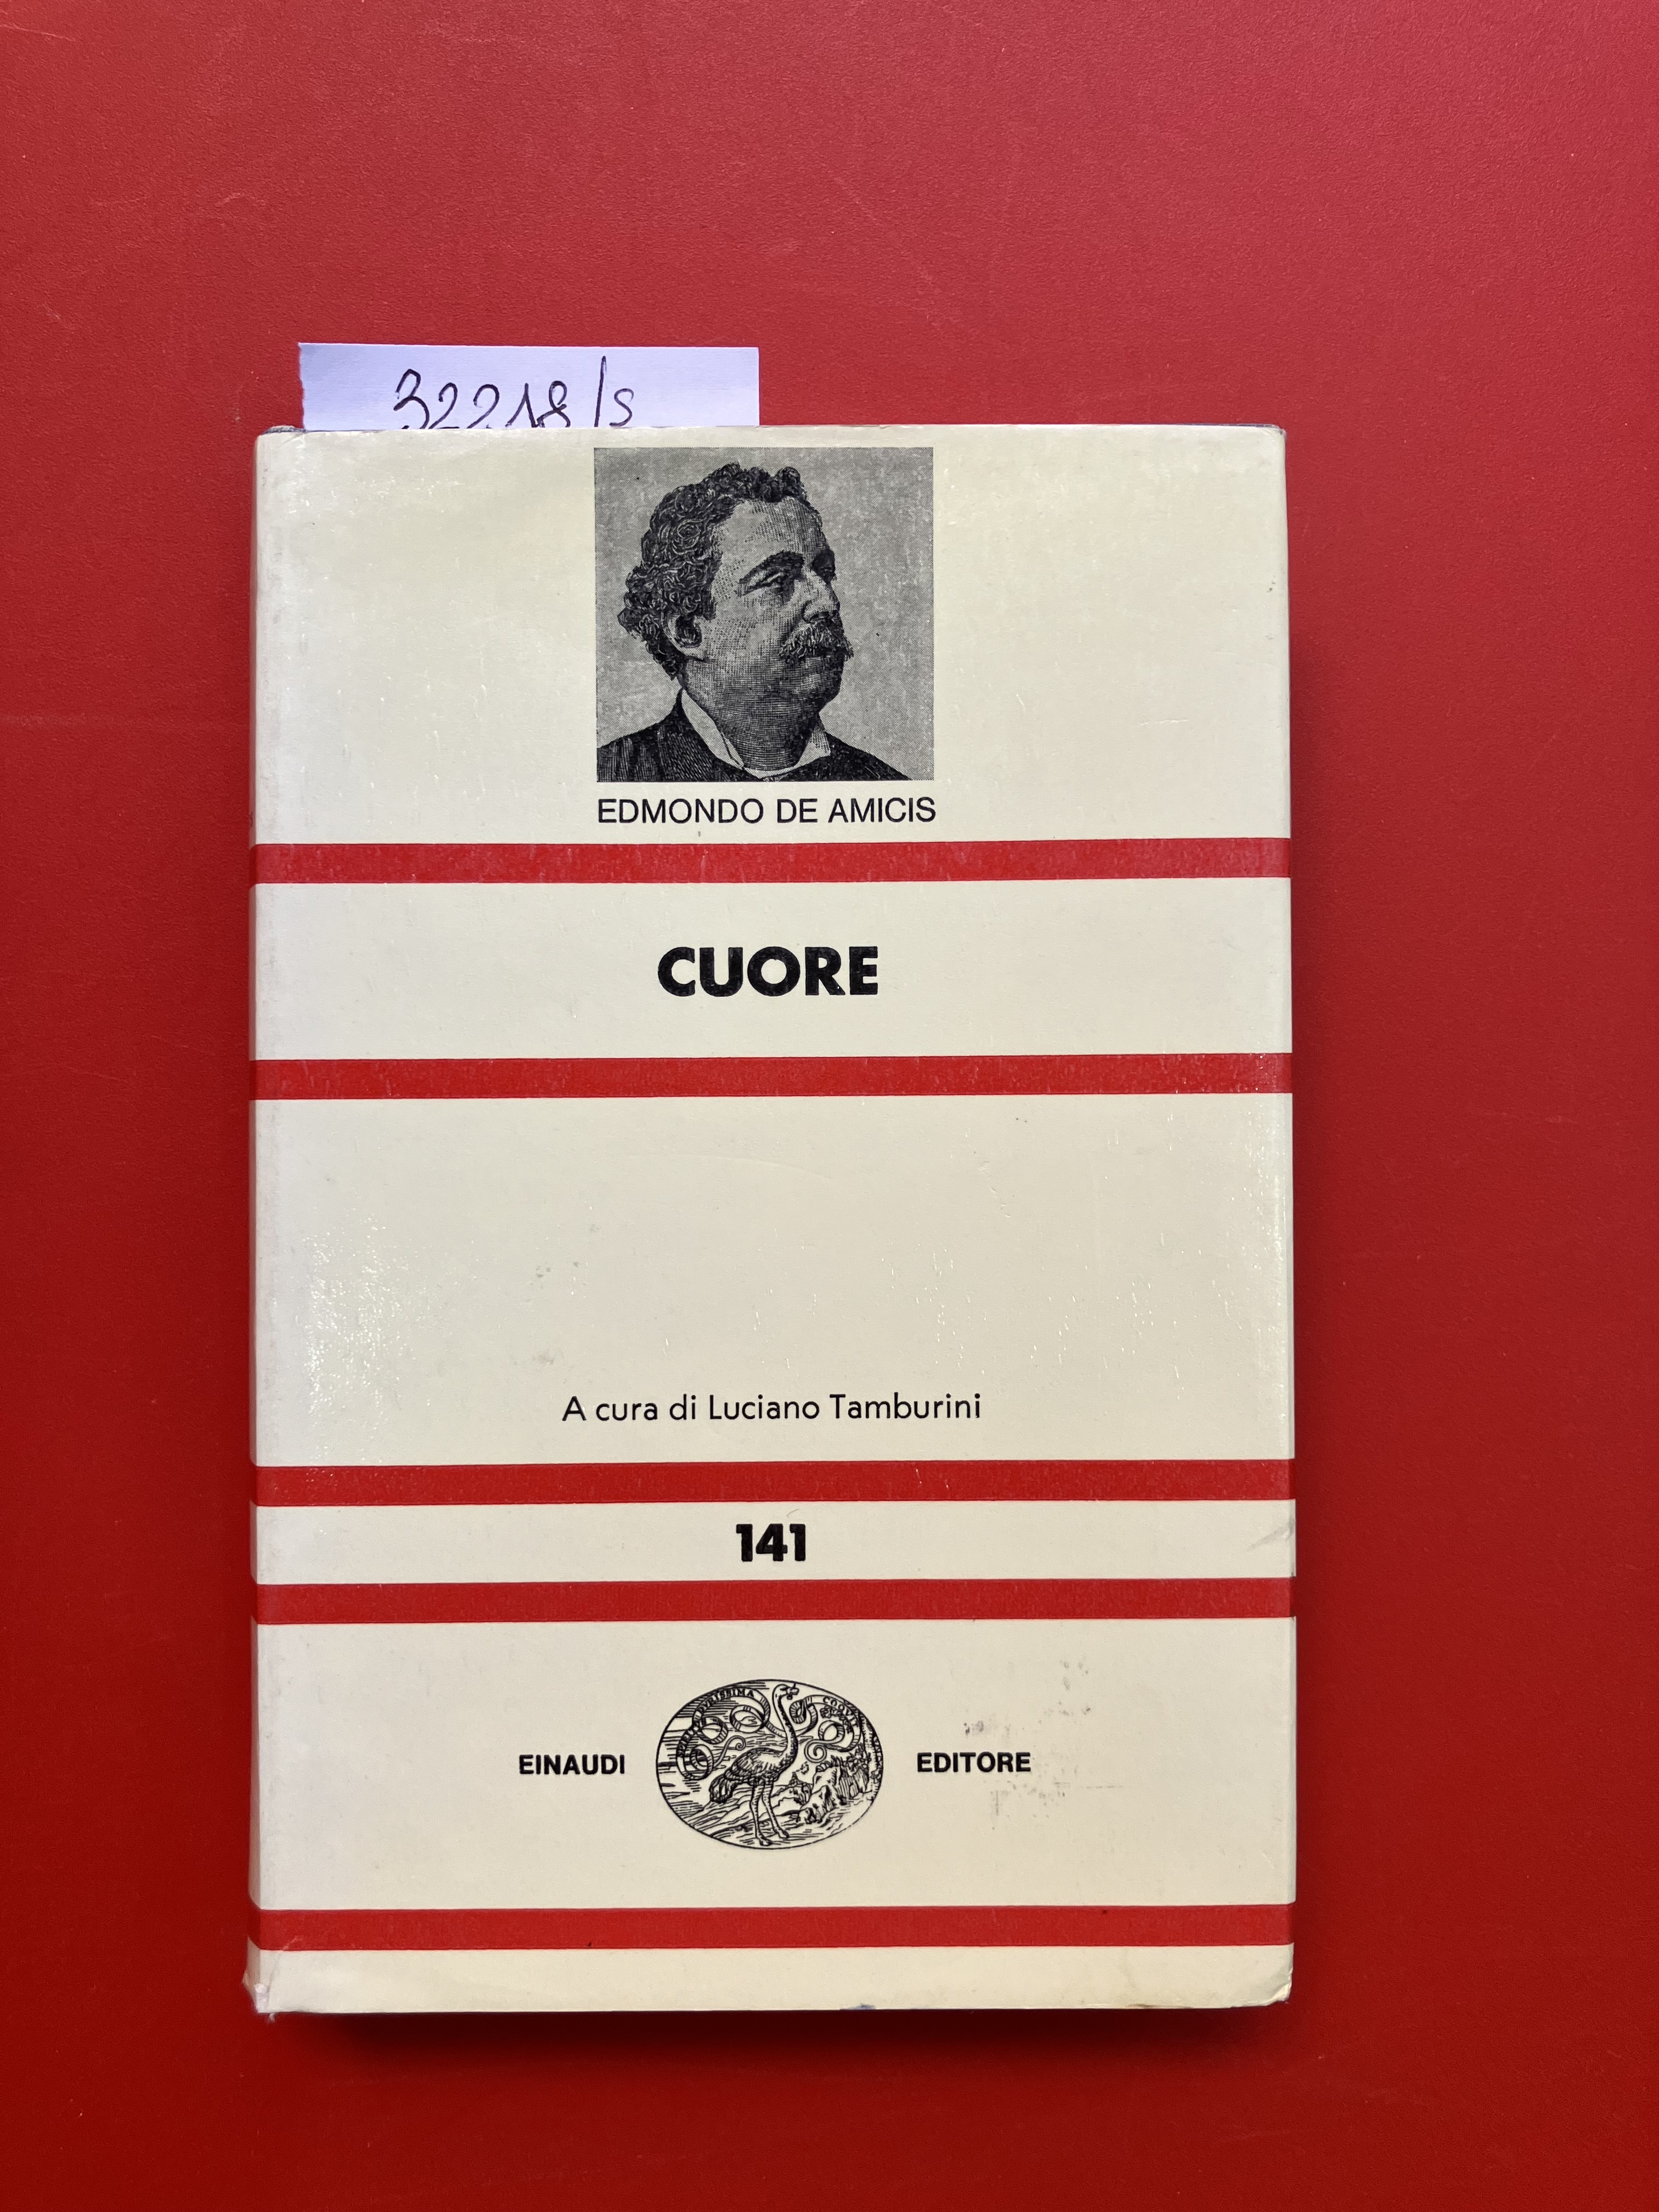 32218/s
EDMONDO DE AMICIS
CUORE
A cura di Luciano Tamburini
141
EINAUDI EDITORE